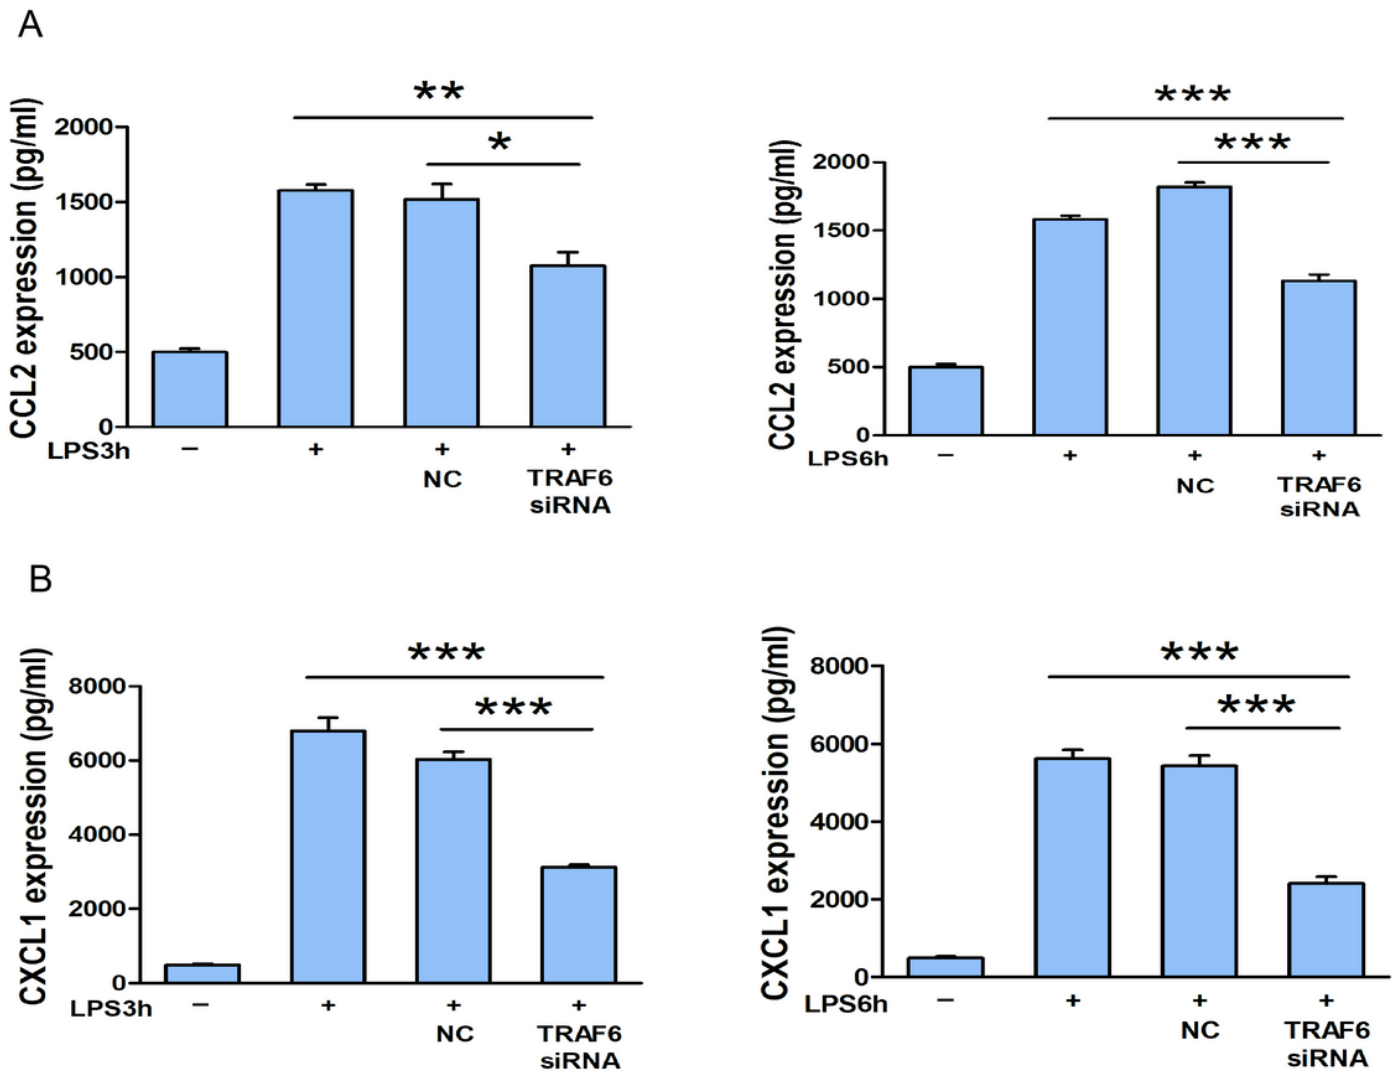 A
CCL2 expression (pg/ml)
2000
1500
1000
500
0
**
*
LPS3h − + + +
NC TRAF6
siRNA
CCL2 expression (pg/ml)
2000
1500
1000
500
0
***
***
LPS6h − + + +
NC TRAF6
siRNA
B
CXCL1 expression (pg/ml)
8000
6000
4000
2000
0
***
***
LPS3h − + + +
NC TRAF6
siRNA
CXCL1 expression (pg/ml)
8000
6000
4000
2000
0
***
***
LPS6h − + + +
NC TRAF6
siRNA